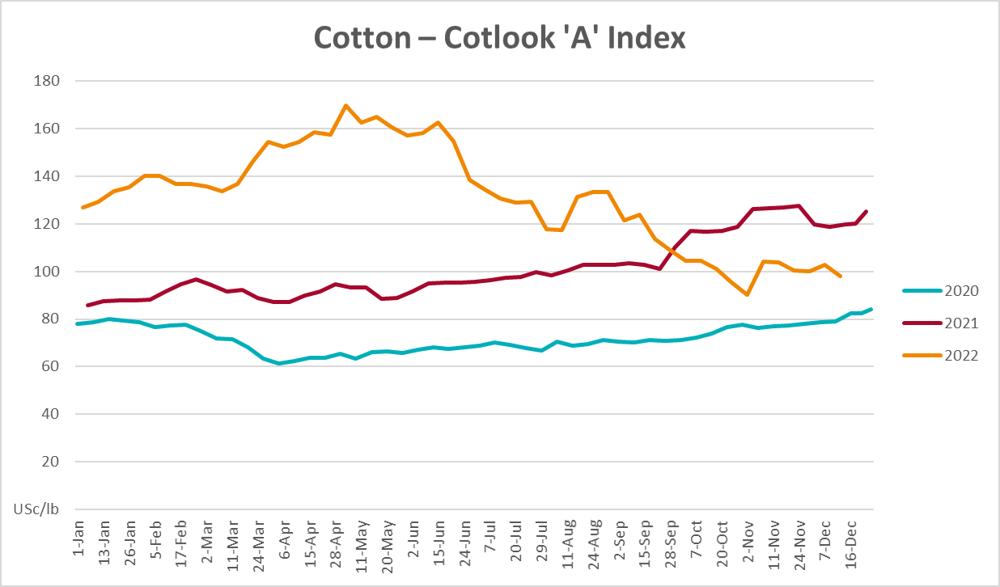 Cotton – Cotlook 'A' Index
180
160
140
120
100
80
60
40
20
USc/lb
1-Jan
13-Jan
26-Jan
5-Feb
17-Feb
2-Mar
11-Mar
24-Mar
6-Apr
15-Apr
28-Apr
11-May
20-May
2-Jun
15-Jun
24-Jun
7-Jul
20-Jul
29-Jul
11-Aug
24-Aug
2-Sep
15-Sep
28-Sep
7-Oct
20-Oct
2-Nov
11-Nov
24-Nov
7-Dec
16-Dec
2020
2021
2022